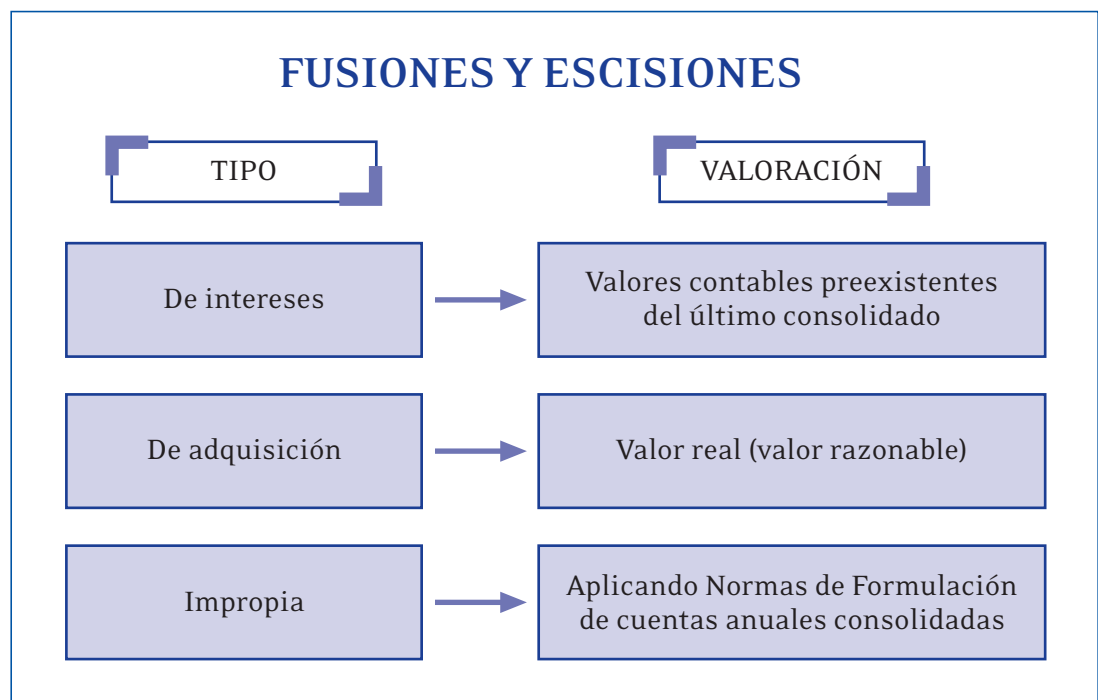 FUSIONES Y ESCISIONES
TIPO
VALORACIÓN
De intereses
Valores contables preexistentes
del último consolidado
De adquisición
Valor real (valor razonable)
Impropia
Aplicando Normas de Formulación
de cuentas anuales consolidadas